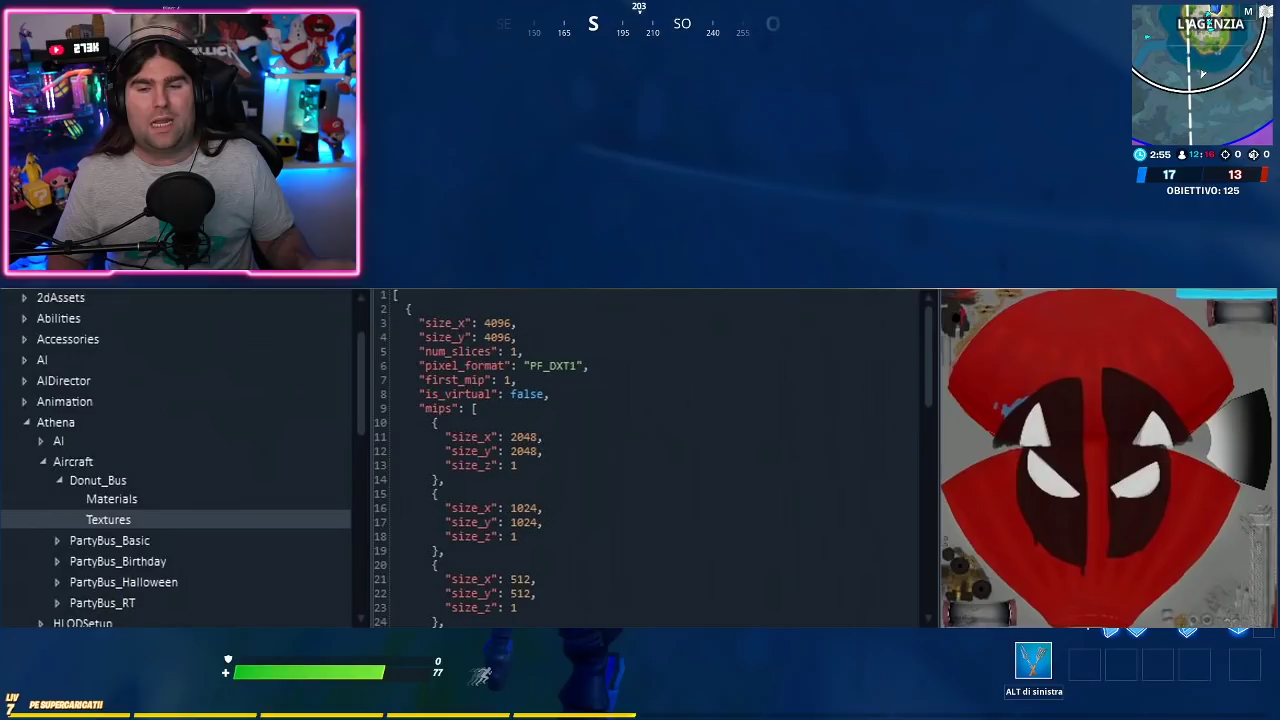 203
SE
150
165
S
195
210
SO
240
255
O
M
L'AGENZIA
2:55
12:16
0
0
17
13
OBIETTIVO: 125
2dAssets
Abilities
Accessories
AI
AIDirector
Animation
Athena
AI
Aircraft
Donut_Bus
Materials
Textures
PartyBus_Basic
PartyBus_Birthday
PartyBus_Halloween
PartyBus_RT
HLODSetup
1 [
2 {
3 "size_x": 4096,
4 "size_y": 4096,
5 "num_slices": 1,
6 "pixel_format": "PF_DXT1",
7 "first_mip": 1,
8 "is_virtual": false,
9 "mips": [
10 {
11 "size_x": 2048,
12 "size_y": 2048,
13 "size_z": 1
14 },
15 {
16 "size_x": 1024,
17 "size_y": 1024,
18 "size_z": 1
19 },
20 {
21 "size_x": 512,
22 "size_y": 512,
23 "size_z": 1
24 },
0
77
ALT di sinistra
LIV
7
PE SUPERCARICATI!